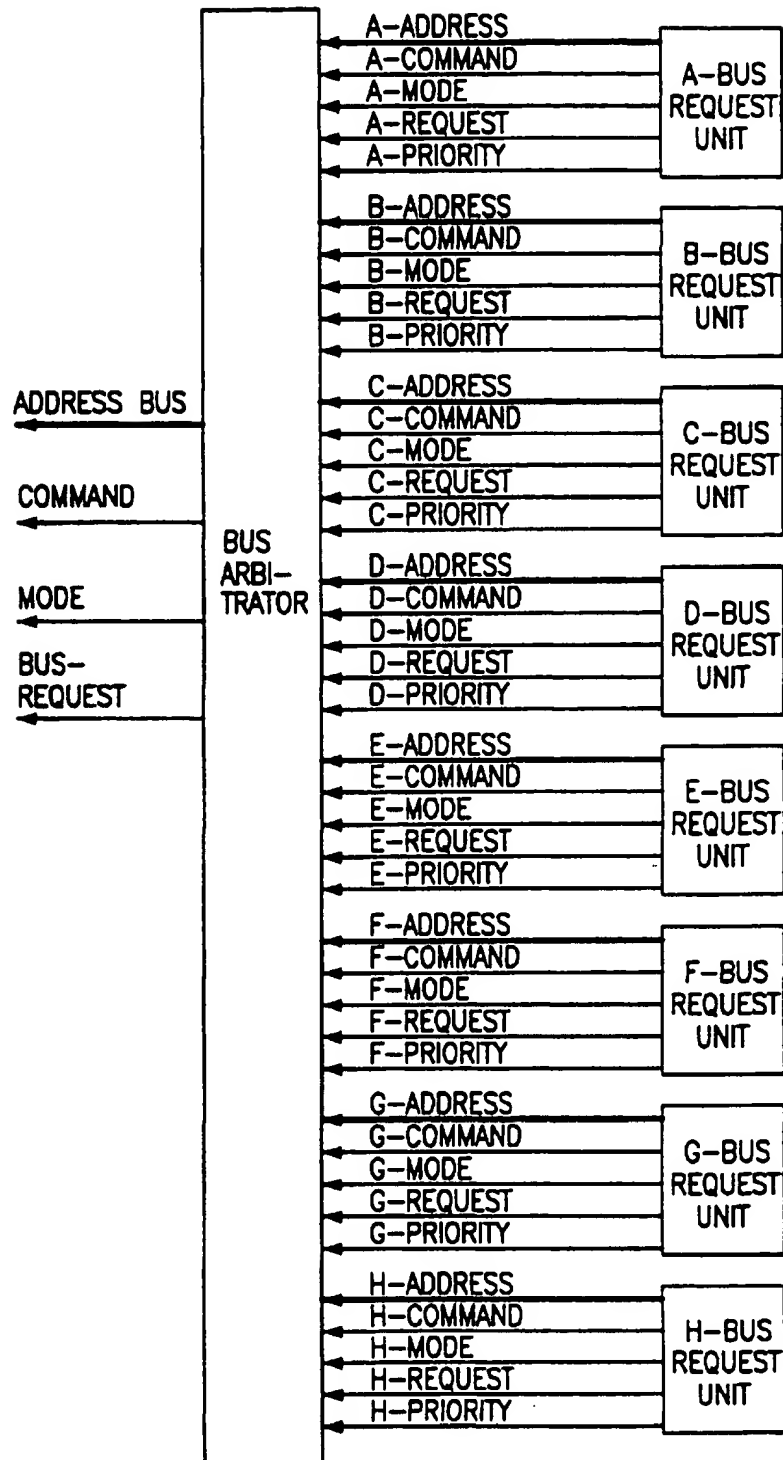 A-ADDRESS
A-COMMAND
A-MODE
A-REQUEST
A-PRIORITY
A-BUS
REQUEST
UNIT
B-ADDRESS
B-COMMAND
B-MODE
B-REQUEST
B-PRIORITY
B-BUS
REQUEST
UNIT
C-ADDRESS
C-COMMAND
C-MODE
C-REQUEST
C-PRIORITY
C-BUS
REQUEST
UNIT
ADDRESS BUS
COMMAND
MODE
BUS-
REQUEST
BUS
ARBI-
TRATOR
D-ADDRESS
D-COMMAND
D-MODE
D-REQUEST
D-PRIORITY
D-BUS
REQUEST
UNIT
E-ADDRESS
E-COMMAND
E-MODE
E-REQUEST
E-PRIORITY
E-BUS
REQUEST
UNIT
F-ADDRESS
F-COMMAND
F-MODE
F-REQUEST
F-PRIORITY
F-BUS
REQUEST
UNIT
G-ADDRESS
G-COMMAND
G-MODE
G-REQUEST
G-PRIORITY
G-BUS
REQUEST
UNIT
H-ADDRESS
H-COMMAND
H-MODE
H-REQUEST
H-PRIORITY
H-BUS
REQUEST
UNIT